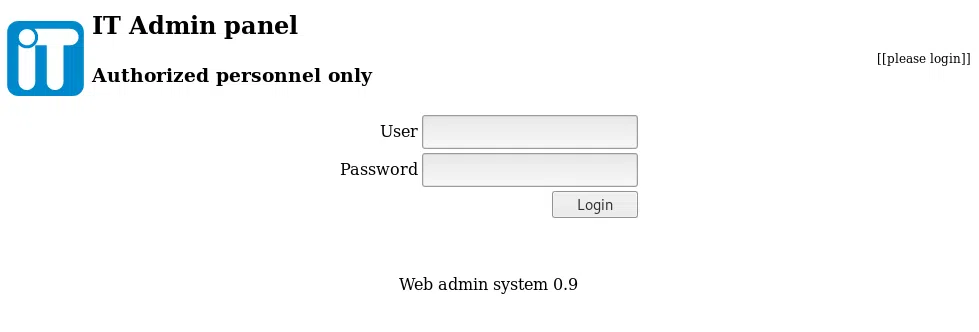 iT
IT Admin panel
[[please login]]
Authorized personnel only
User
Password
Login
Web admin system 0.9